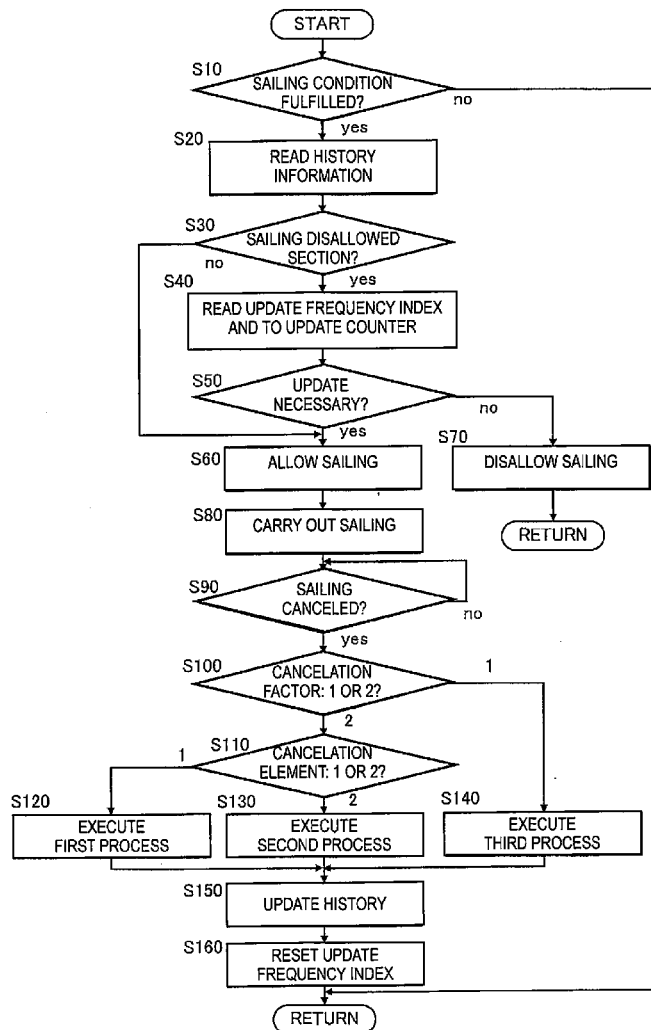 START
S10
SAILING CONDITION
FULFILLED?
no
yes
S20
READ HISTORY
INFORMATION
S30
SAILING DISALLOWED
SECTION?
no
yes
S40
READ UPDATE FREQUENCY INDEX
AND TO UPDATE COUNTER
S50
UPDATE
NECESSARY?
no
yes
S60
ALLOW SAILING
S70
DISALLOW SAILING
RETURN
S80
CARRY OUT SAILING
S90
SAILING
CANCELED?
no
yes
S100
CANCELATION
FACTOR: 1 OR 2?
1
2
S110
CANCELATION
ELEMENT: 1 OR 2?
1
2
S120
EXECUTE
FIRST PROCESS
S130
EXECUTE
SECOND PROCESS
S140
EXECUTE
THIRD PROCESS
S150
UPDATE HISTORY
S160
RESET UPDATE
FREQUENCY INDEX
RETURN